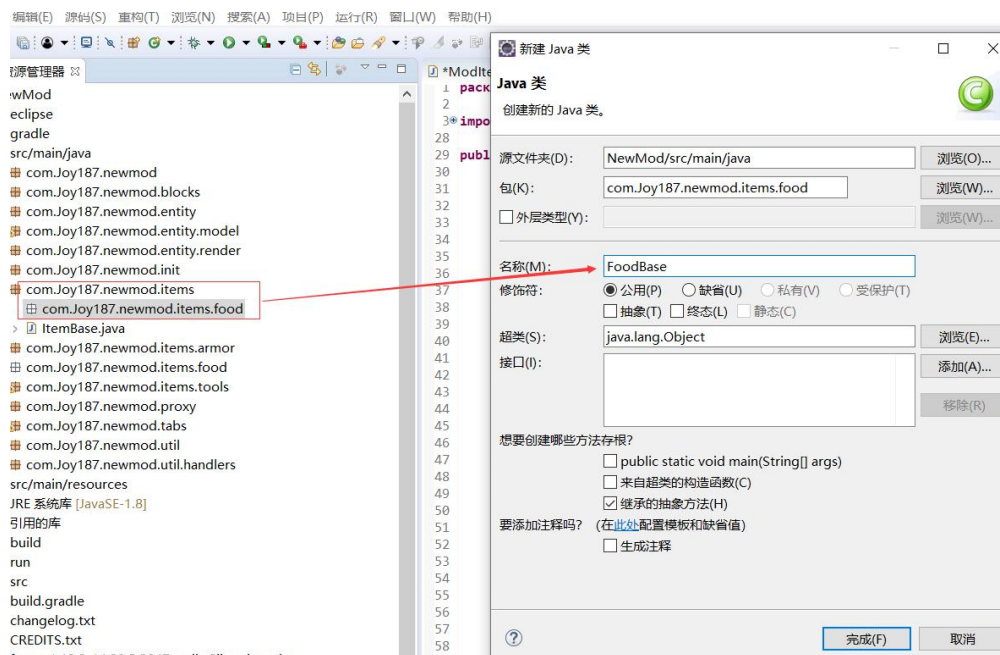 编辑(E) 源码(S) 重构(T) 浏览(N) 搜索(A) 项目(P) 运行(R) 窗口(W) 帮助(H)
资源管理器
ewMod
eclipse
gradle
src/main/java
com.Joy187.newmod
com.Joy187.newmod.blocks
com.Joy187.newmod.entity
com.Joy187.newmod.entity.model
com.Joy187.newmod.entity.render
com.Joy187.newmod.init
com.Joy187.newmod.items
com.Joy187.newmod.items.food
ItemBase.java
com.Joy187.newmod.items.armor
com.Joy187.newmod.items.food
com.Joy187.newmod.items.tools
com.Joy187.newmod.proxy
com.Joy187.newmod.tabs
com.Joy187.newmod.util
com.Joy187.newmod.util.handlers
src/main/resources
JRE 系统库 [JavaSE-1.8]
引用的库
build
run
src
build.gradle
changelog.txt
CREDITS.txt
*ModIte
1 pack
2
3 impo
28
29 publ
30
31
32
33
34
35
36
37
38
39
40
41
42
43
44
45
46
47
48
49
50
51
52
53
54
55
56
57
58
新建 Java 类
Java 类
创建新的 Java 类。
源文件夹(D): NewMod/src/main/java 浏览(O)...
包(K): com.Joy187.newmod.items.food 浏览(W)...
外层类型(Y): 浏览(W)...
名称(M): FoodBase
修饰符: 公用(P) 缺省(U) 私有(V) 受保护(T)
抽象(T) 终态(L) 静态(C)
超类(S): java.lang.Object 浏览(E)...
接口(I): 添加(A)...
移除(R)
想要创建哪些方法存根?
public static void main(String[] args)
来自超类的构造函数(C)
继承的抽象方法(H)
要添加注释吗? (在此处配置模板和缺省值)
生成注释
完成(F) 取消